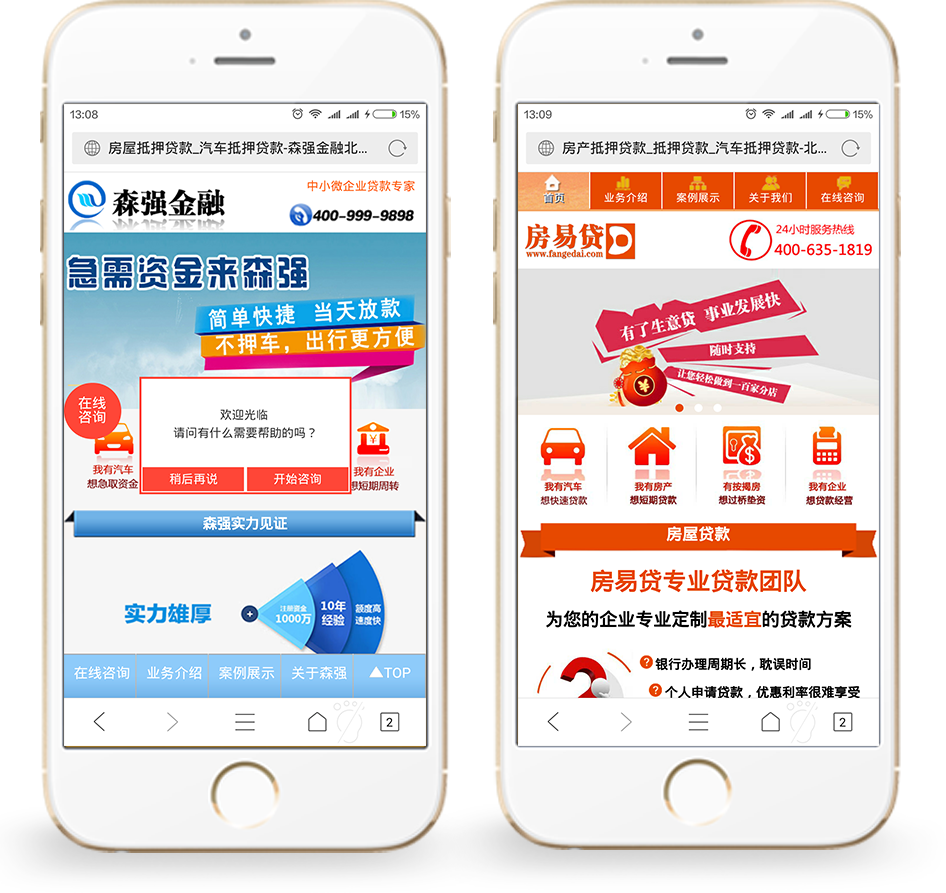 13:08
15%
房屋抵押贷款_汽车抵押贷款-森强金融北...
森强金融
中小微企业贷款专家
400-999-9898
急需资金来森强
简单快捷 当天放款
不押车，出行更方便
在线
咨询
欢迎光临
请问有什么需要帮助的吗？
稍后再说
开始咨询
我有汽车
想急取资金
我有企业
想短期周转
森强实力见证
实力雄厚
注册资金
1000万
10年
经验
额度高
速度快
在线咨询
业务介绍
案例展示
关于森强
▲TOP
2
13:09
15%
房产抵押贷款_抵押贷款_汽车抵押贷款-北...
首页
业务介绍
案例展示
关于我们
在线咨询
房易贷
www.fangedai.com
24小时服务热线
400-635-1819
有了生意贷 事业发展快
随时支持
让您轻松做到一百家分店
我有汽车
想快速贷款
我有房产
想短期贷款
有按揭房
想过桥垫资
我有企业
想贷款经营
房屋贷款
房易贷专业贷款团队
为您的企业专业定制最适宜的贷款方案
? 银行办理周期长，耽误时间
? 个人申请贷款，优惠利率很难享受
2